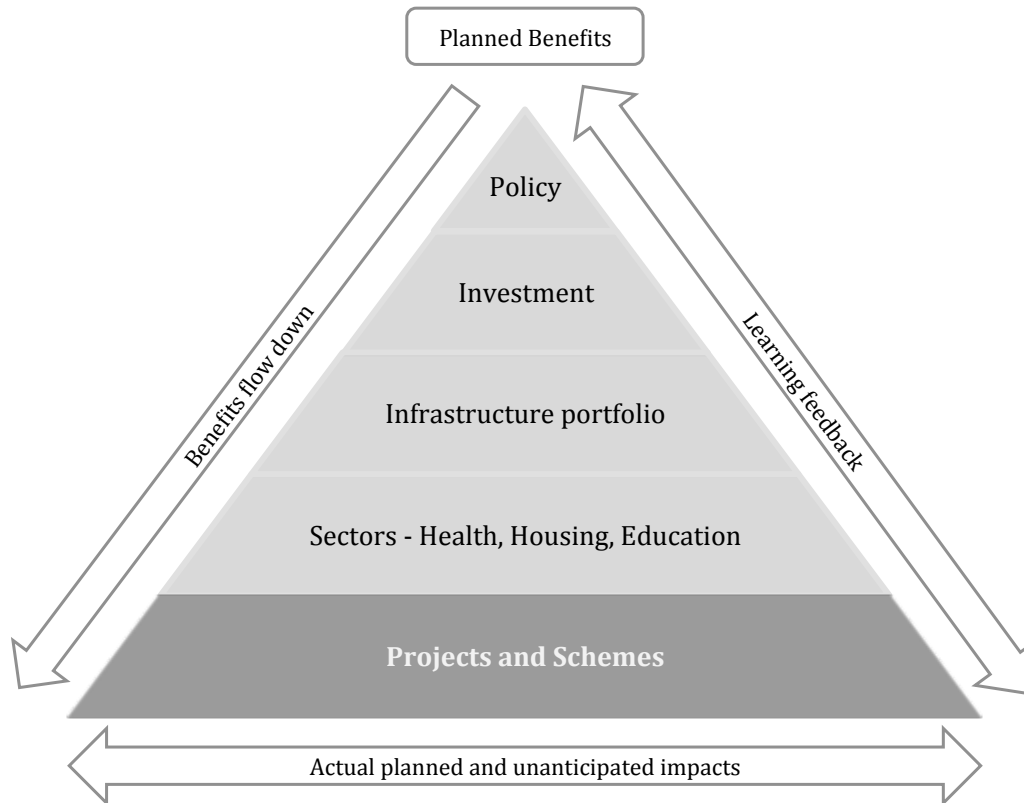 Planned Benefits
Policy
Investment
Benefits flow down
Learning feedback
Infrastructure portfolio
Sectors - Health, Housing, Education
Projects and Schemes
Actual planned and unanticipated impacts